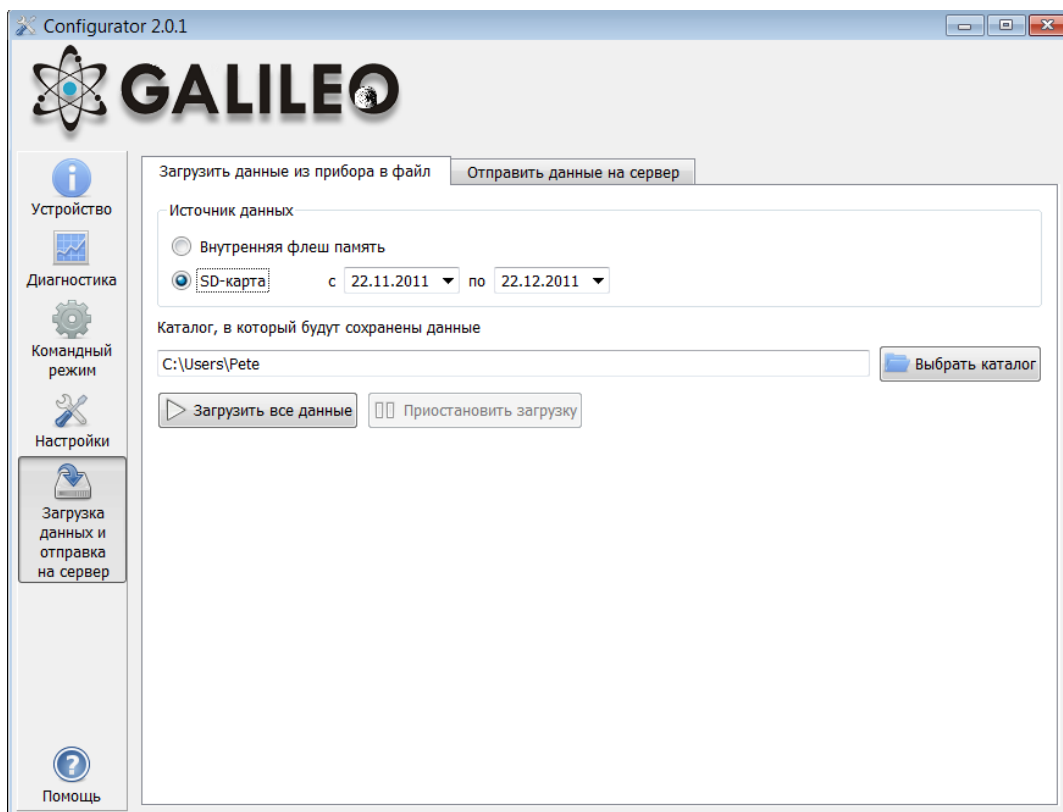 Configurator 2.0.1
GALILEO
Устройство
Диагностика
Командный
режим
Настройки
Загрузка
данных и
отправка
на сервер
Помощь
Загрузить данные из прибора в файл
Отправить данные на сервер
Источник данных
Внутренняя флеш память
SD-карта с 22.11.2011 по 22.12.2011
Каталог, в который будут сохранены данные
C:\Users\Pete
Выбрать каталог
Загрузить все данные
Приостановить загрузку